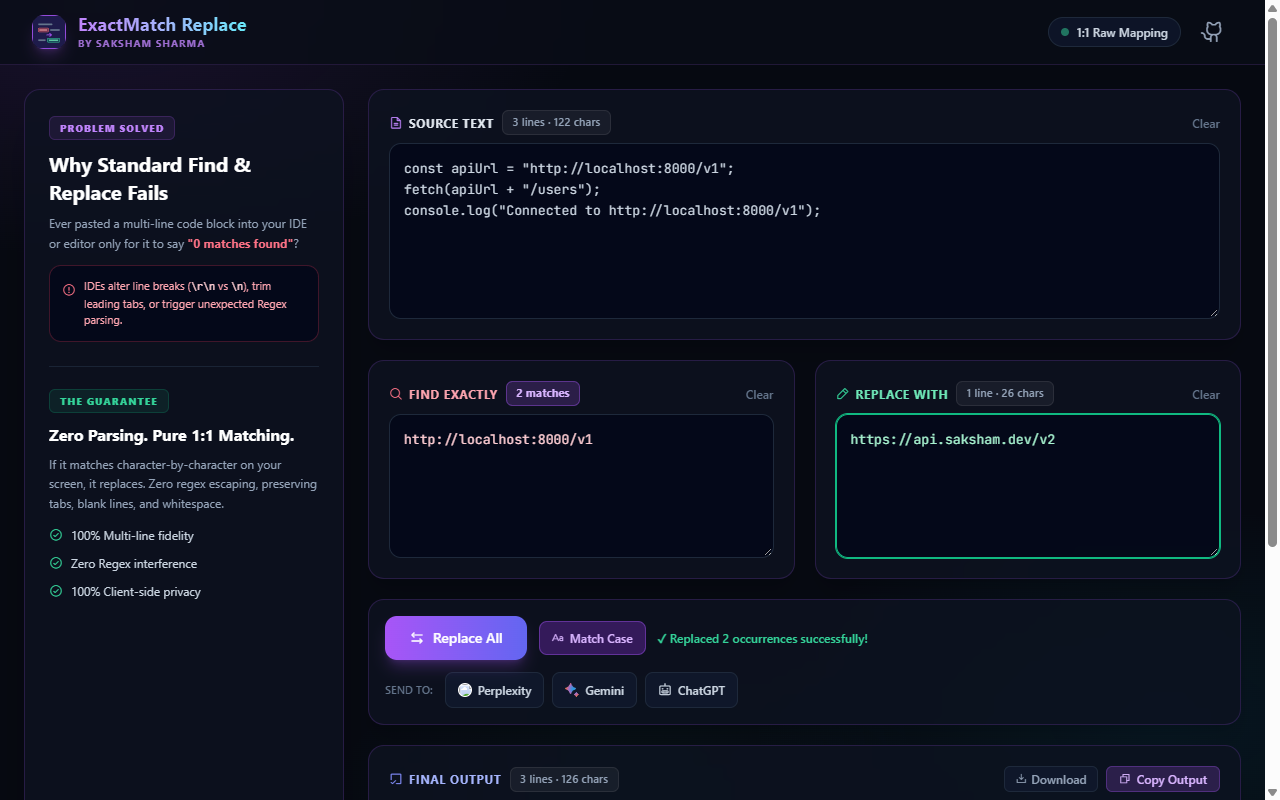 ExactMatch Replace
BY SAKSHAM SHARMA
1:1 Raw Mapping
PROBLEM SOLVED
Why Standard Find &
Replace Fails
Ever pasted a multi-line code block into your IDE
or editor only for it to say "0 matches found"?
IDEs alter line breaks (\r\n vs \n), trim
leading tabs, or trigger unexpected Regex
parsing.
THE GUARANTEE
Zero Parsing. Pure 1:1 Matching.
If it matches character-by-character on your
screen, it replaces. Zero regex escaping, preserving
tabs, blank lines, and whitespace.
100% Multi-line fidelity
Zero Regex interference
100% Client-side privacy
SOURCE TEXT
3 lines · 122 chars
Clear
const apiUrl = "http://localhost:8000/v1";
fetch(apiUrl + "/users");
console.log("Connected to http://localhost:8000/v1");
FIND EXACTLY
2 matches
Clear
http://localhost:8000/v1
REPLACE WITH
1 line · 26 chars
Clear
https://api.saksham.dev/v2
Replace All
Aa Match Case
✓ Replaced 2 occurrences successfully!
SEND TO:
Perplexity
Gemini
ChatGPT
FINAL OUTPUT
3 lines · 126 chars
Download
Copy Output